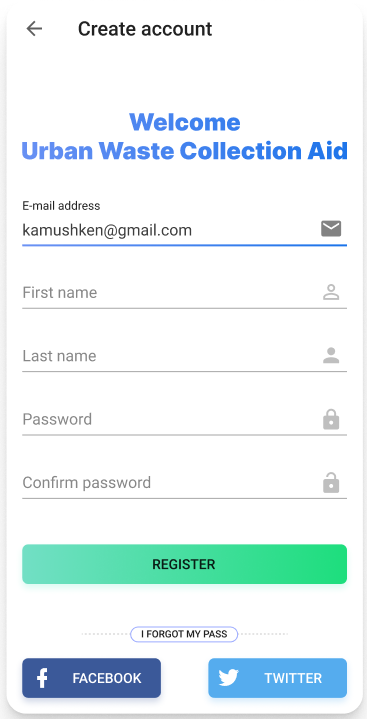 Create account
Welcome
Urban Waste Collection Aid
E-mail address
kamushken@gmail.com
First name
Last name
Password
Confirm password
REGISTER
I FORGOT MY PASS
FACEBOOK
TWITTER